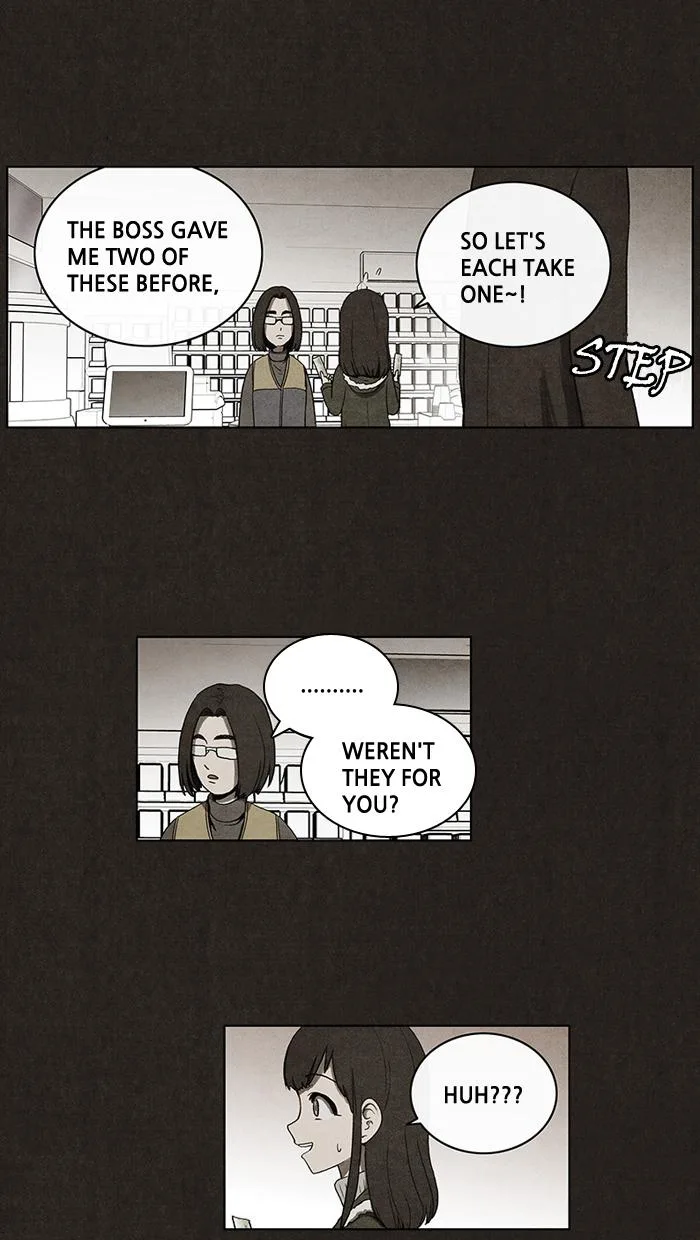 THE BOSS GAVE
ME TWO OF
THESE BEFORE,
SO LET'S
EACH TAKE
ONE~!
STEP
..........
WEREN'T
THEY FOR
YOU?
HUH???